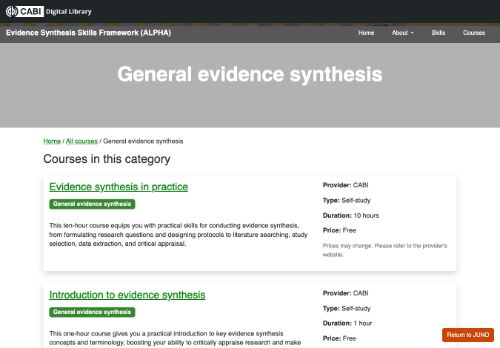 CABI Digital Library
Evidence Synthesis Skills Framework (ALPHA)
Home About Skills Courses
General evidence synthesis
Home / All courses / General evidence synthesis
Courses in this category
Evidence synthesis in practice
General evidence synthesis
This ten-hour course equips you with practical skills for conducting evidence synthesis,
from formulating research questions and designing protocols to literature searching, study
selection, data extraction, and critical appraisal.
Provider: CABI
Type: Self-study
Duration: 10 hours
Price: Free
Prices may change. Please refer to the provider's
website.
Introduction to evidence synthesis
General evidence synthesis
This one-hour course gives you a practical introduction to key evidence synthesis
concepts and terminology, boosting your ability to critically appraise research and make
Provider: CABI
Type: Self-study
Duration: 1 hour
Price: Free
Return to JUNO